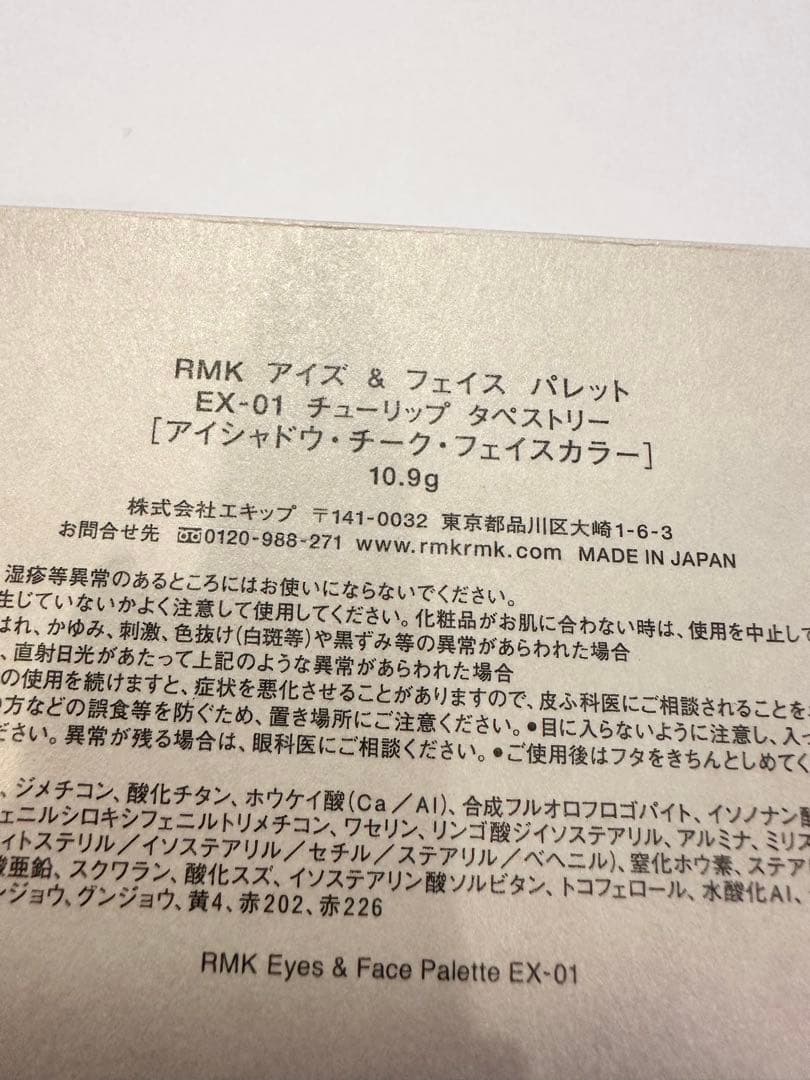 RMK アイズ & フェイス パレット
EX-01 チューリップ タペストリー
[アイシャドウ・チーク・フェイスカラー]
10.9g
株式会社エキップ 〒141-0032 東京都品川区大崎1-6-3
お問合せ先 0120-988-271 www.rmkrmk.com MADE IN JAPAN
湿疹等異常のあるところにはお使いにならないでください。
生じていないかよく注意して使用してください。化粧品がお肌に合わない時は、使用を中止して
はれ、かゆみ、刺激、色抜け(白斑等)や黒ずみ等の異常があらわれた場合
、直射日光があたって上記のような異常があらわれた場合
の使用を続けますと、症状を悪化させることがありますので、皮ふ科医にご相談されることを
の方などの誤食等を防ぐため、置き場所にご注意ください。●目に入らないように注意し、入っ
ださい。異常が残る場合は、眼科医にご相談ください。●ご使用後はフタをきちんとしめてく
、ジメチコン、酸化チタン、ホウケイ酸(Ca/Al)、合成フルオロフロゴパイト、イソノナン酸
ェニルシロキシフェニルトリメチコン、ワセリン、リンゴ酸ジイソステアリル、アルミナ、ミリス
ィトステリル/イソステアリル/セチル/ステアリル/ベヘニル)、窒化ホウ素、ステア
酸亜鉛、スクワラン、酸化スズ、イソステアリン酸ソルビタン、トコフェロール、水酸化Al、
ンジョウ、グンジョウ、黄4、赤202、赤226
RMK Eyes & Face Palette EX-01